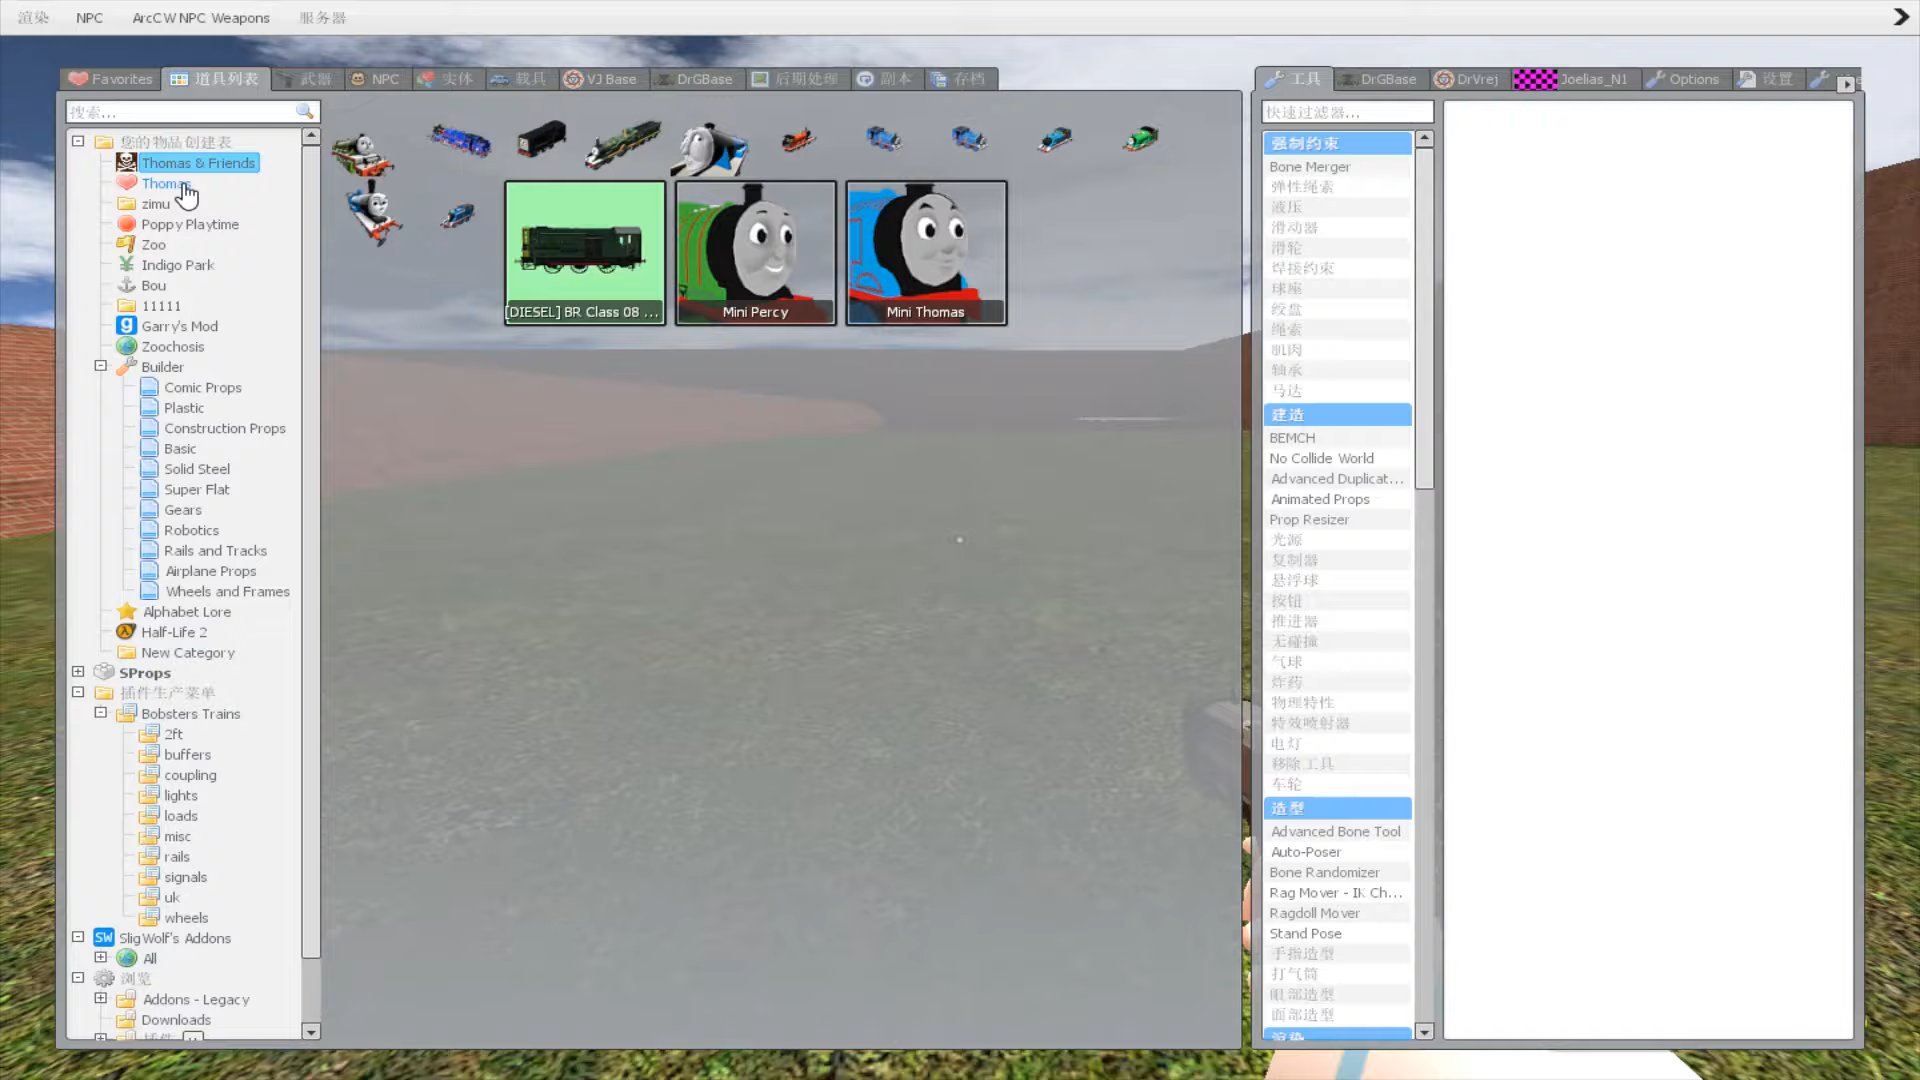 渲染 NPC ArcCW NPC Weapons 服务器
Favorites 道具列表 武器 NPC 实体 载具 VJ Base DrGBase 后期处理 副本 存档
工具 DrGBase DrVrej Joelias_N1 Options 设置
搜索...
您的物品创建表
Thomas & Friends
Thomas
zimu
Poppy Playtime
Zoo
Indigo Park
Bou
11111
Garry's Mod
Zoochosis
Builder
Comic Props
Plastic
Construction Props
Basic
Solid Steel
Super Flat
Gears
Robotics
Rails and Tracks
Airplane Props
Wheels and Frames
Alphabet Lore
Half-Life 2
New Category
SProps
插件生产菜单
Bobsters Trains
2ft
buffers
coupling
lights
loads
misc
rails
signals
uk
wheels
SW SligWolf's Addons
All
浏览
Addons - Legacy
Downloads
插件
[DIESEL] BR Class 08 ...
Mini Percy
Mini Thomas
快速过滤器...
强制约束
Bone Merger
弹性绳索
液压
滑动器
滑轮
焊接约束
球座
绞盘
绳索
肌肉
轴承
马达
建造
BEMCH
No Collide World
Advanced Duplicat...
Animated Props
Prop Resizer
光源
复制器
悬浮球
按钮
推进器
无碰撞
气球
炸药
物理特性
特效喷射器
电灯
移除工具
车轮
造型
Advanced Bone Tool
Auto-Poser
Bone Randomizer
Rag Mover - IK Ch...
Ragdoll Mover
Stand Pose
手指造型
打气筒
眼部造型
面部造型
渲染